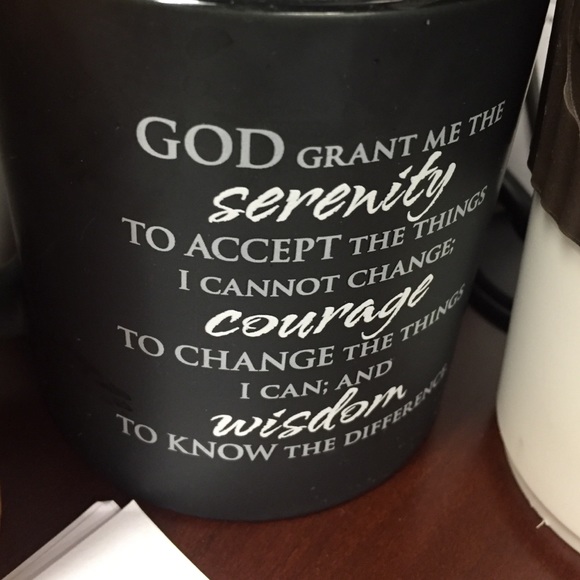 GOD GRANT ME THE
serenity
TO ACCEPT THE THINGS
I CANNOT CHANGE;
courage
TO CHANGE THE THINGS
I CAN; AND
wisdom
TO KNOW THE DIFFERENCE